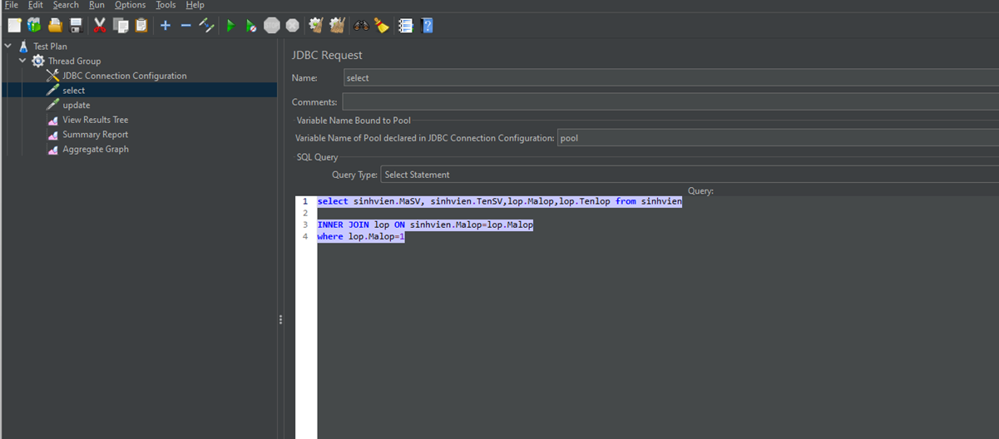 File Edit Search Run Options Tools Help
Test Plan
Thread Group
JDBC Connection Configuration
select
update
View Results Tree
Summary Report
Aggregate Graph
JDBC Request
Name: select
Comments:
Variable Name Bound to Pool
Variable Name of Pool declared in JDBC Connection Configuration: pool
SQL Query
Query Type: Select Statement
Query:
1 select sinhvien.MaSV, sinhvien.TenSV,lop.Malop,lop.Tenlop from sinhvien
2
3 INNER JOIN lop ON sinhvien.Malop=lop.Malop
4 where lop.Malop=1